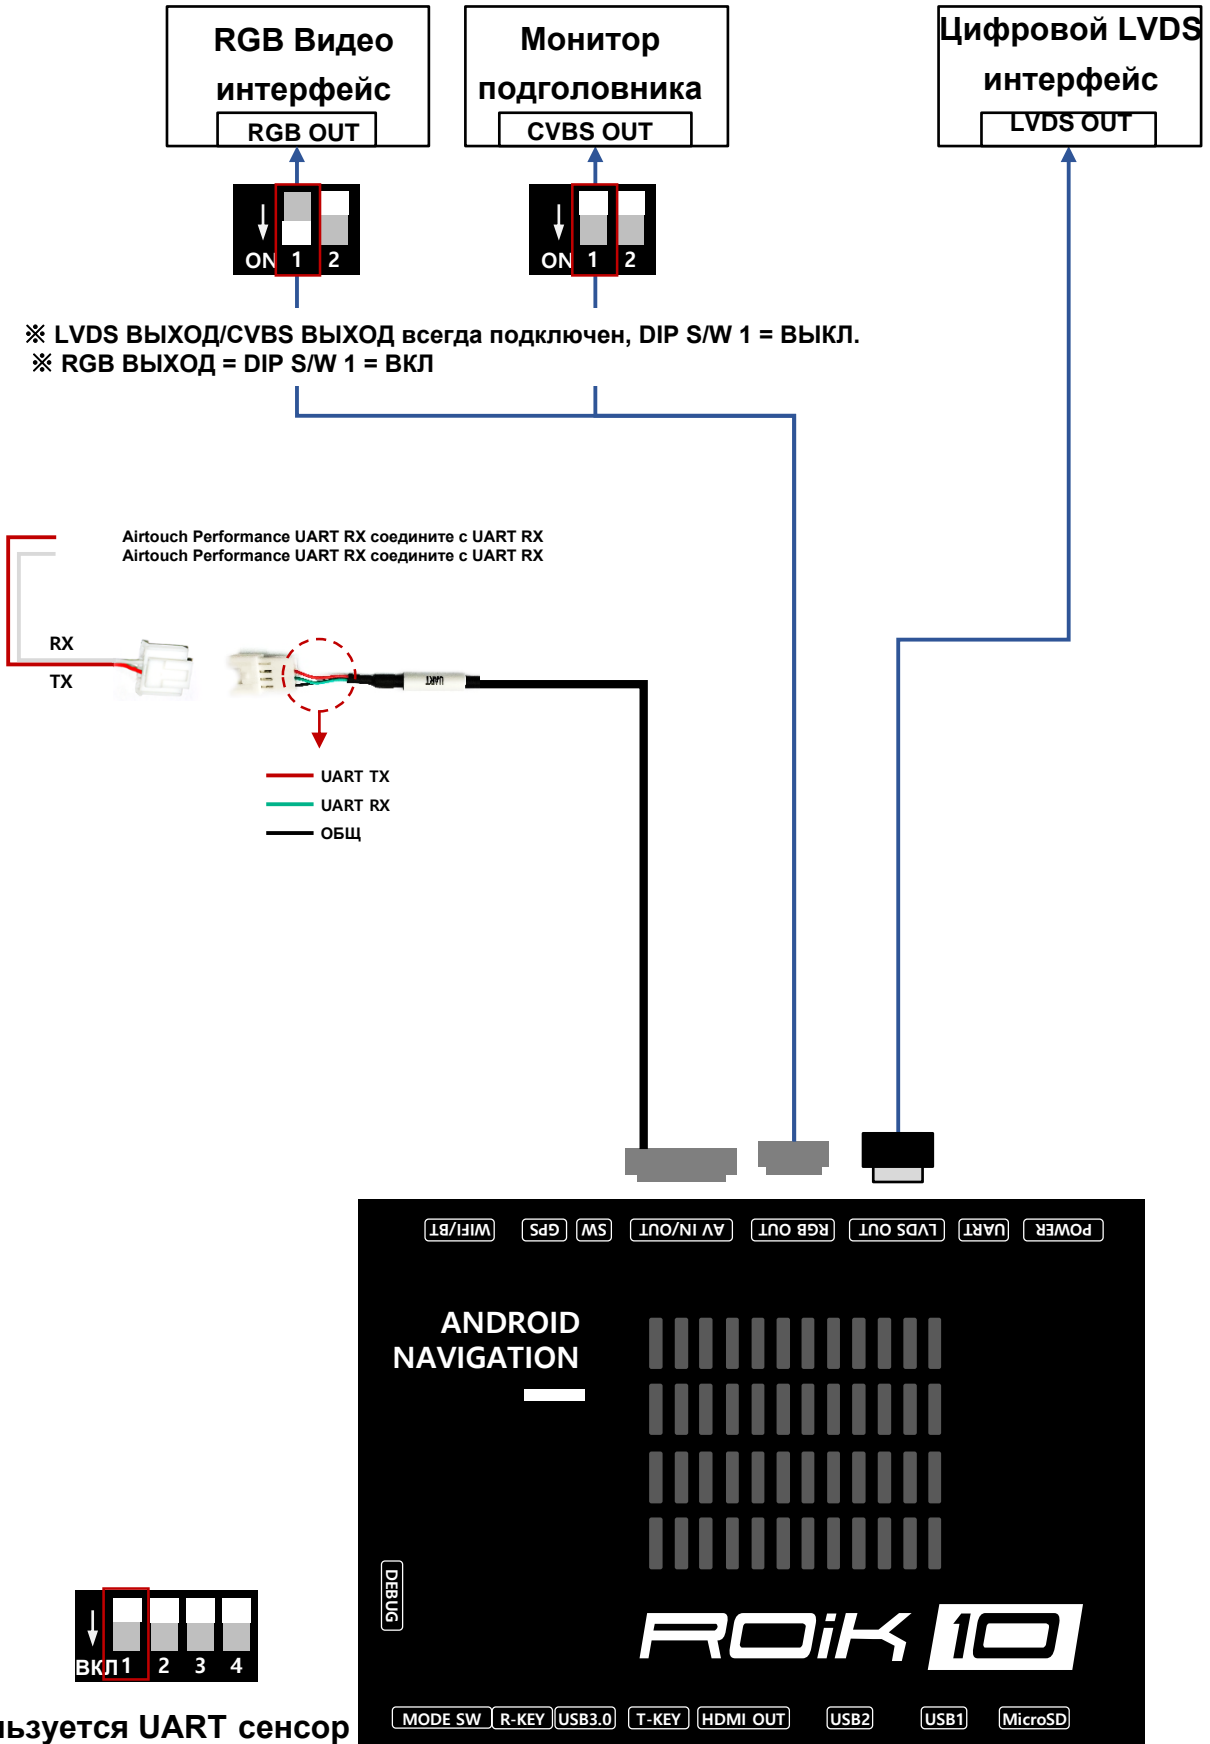 RGB Видео
интерфейс
RGB OUT
Монитор
подголовника
CVBS OUT
Цифровой LVDS
интерфейс
LVDS OUT
ON 1 2
ON 1 2
※ LVDS ВЫХОД/CVBS ВЫХОД всегда подключен, DIP S/W 1 = ВЫКЛ.
※ RGB ВЫХОД = DIP S/W 1 = ВКЛ
Airtouch Performance UART RX соедините с UART RX
Airtouch Performance UART RX соедините с UART RX
RX
TX
UART
UART TX
UART RX
ОБЩ
WIFI/BT GPS SW AV IN/OUT RGB OUT LVDS OUT UART POWER
ANDROID
NAVIGATION
DEBUG
ROiK 10
ВКЛ 1 2 3 4
льзуется UART сенсор
MODE SW R-KEY USB3.0 T-KEY HDMI OUT USB2 USB1 MicroSD